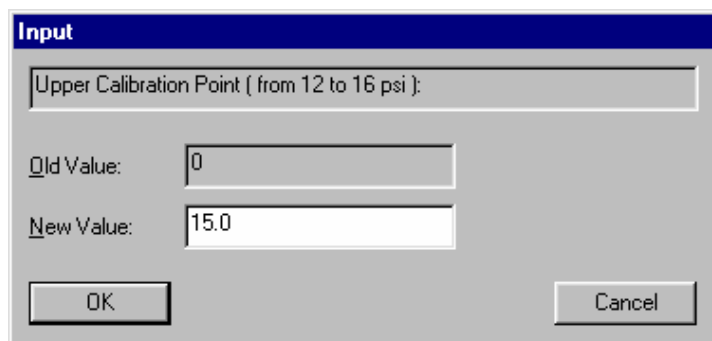 Input
Upper Calibration Point ( from 12 to 16 psi ):
Old Value: 0
New Value: 15.0
OK Cancel